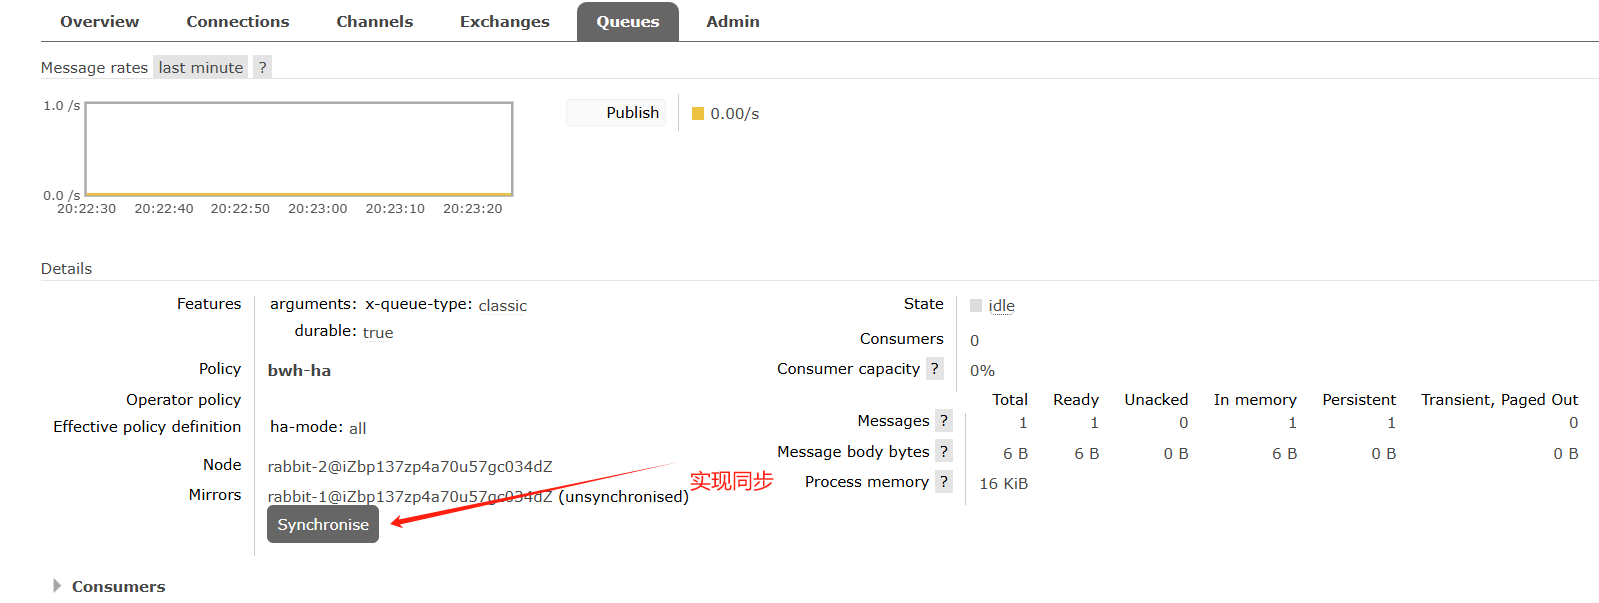 Overview Connections Channels Exchanges Queues Admin
Message rates last minute ?
1.0 /s
0.0 /s
20:22:30 20:22:40 20:22:50 20:23:00 20:23:10 20:23:20
Publish 0.00/s
Details
Features arguments: x-queue-type: classic
durable: true
Policy bwh-ha
Operator policy
Effective policy definition ha-mode: all
Node rabbit-2@iZbp137zp4a70u57gc034dZ
Mirrors rabbit-1@iZbp137zp4a70u57gc034dZ (unsynchronised)
Synchronise
实现同步
State idle
Consumers 0
Consumer capacity ? 0%
Total Ready Unacked In memory Persistent Transient, Paged Out
Messages ? 1 1 0 1 1 0
Message body bytes ? 6 B 6 B 0 B 6 B 0 B 0 B
Process memory ? 16 KiB
Consumers